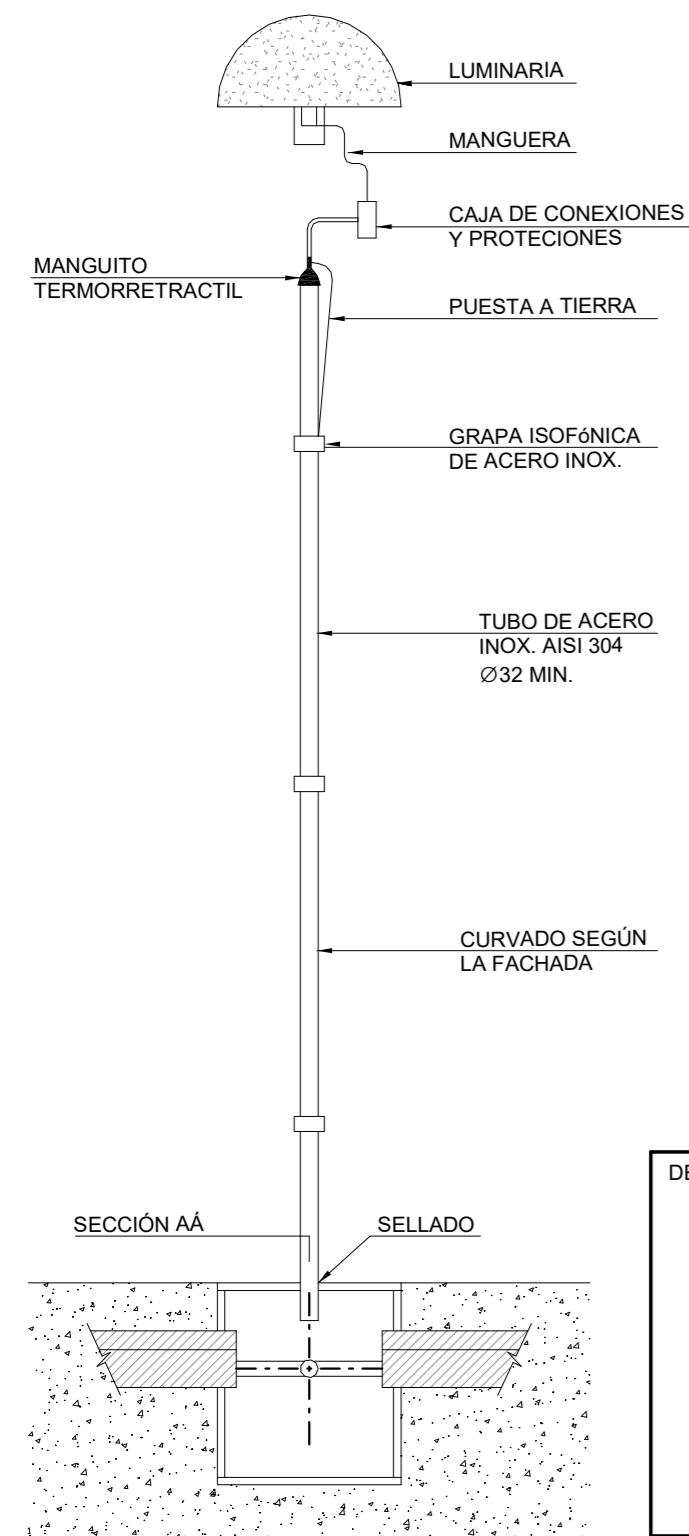 LUMINARIA
MANGUERA
CAJA DE CONEXIONES
Y PROTECIONES
MANGUITO
TERMORRETRACTIL
PUESTA A TIERRA
GRAPA ISOFóNICA
DE ACERO INOX.
TUBO DE ACERO
INOX. AISI 304
Ø32 MIN.
CURVADO SEGÚN
LA FACHADA
SECCIÓN AÁ
SELLADO